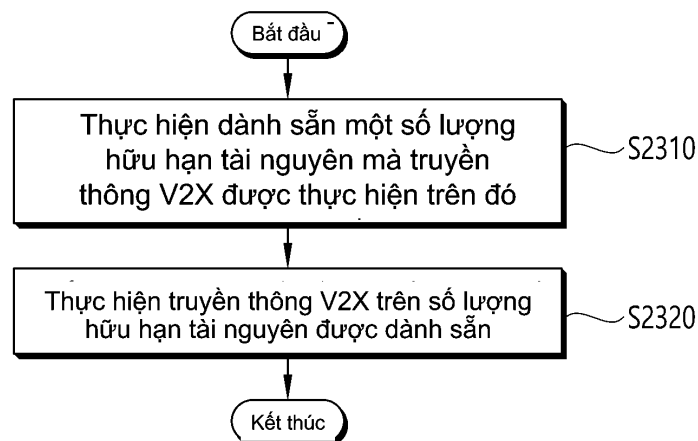 Bắt đầu
Thực hiện dành sẵn một số lượng
hữu hạn tài nguyên mà truyền
thông V2X được thực hiện trên đó
S2310
Thực hiện truyền thông V2X trên số lượng
hữu hạn tài nguyên được dành sẵn
S2320
Kết thúc